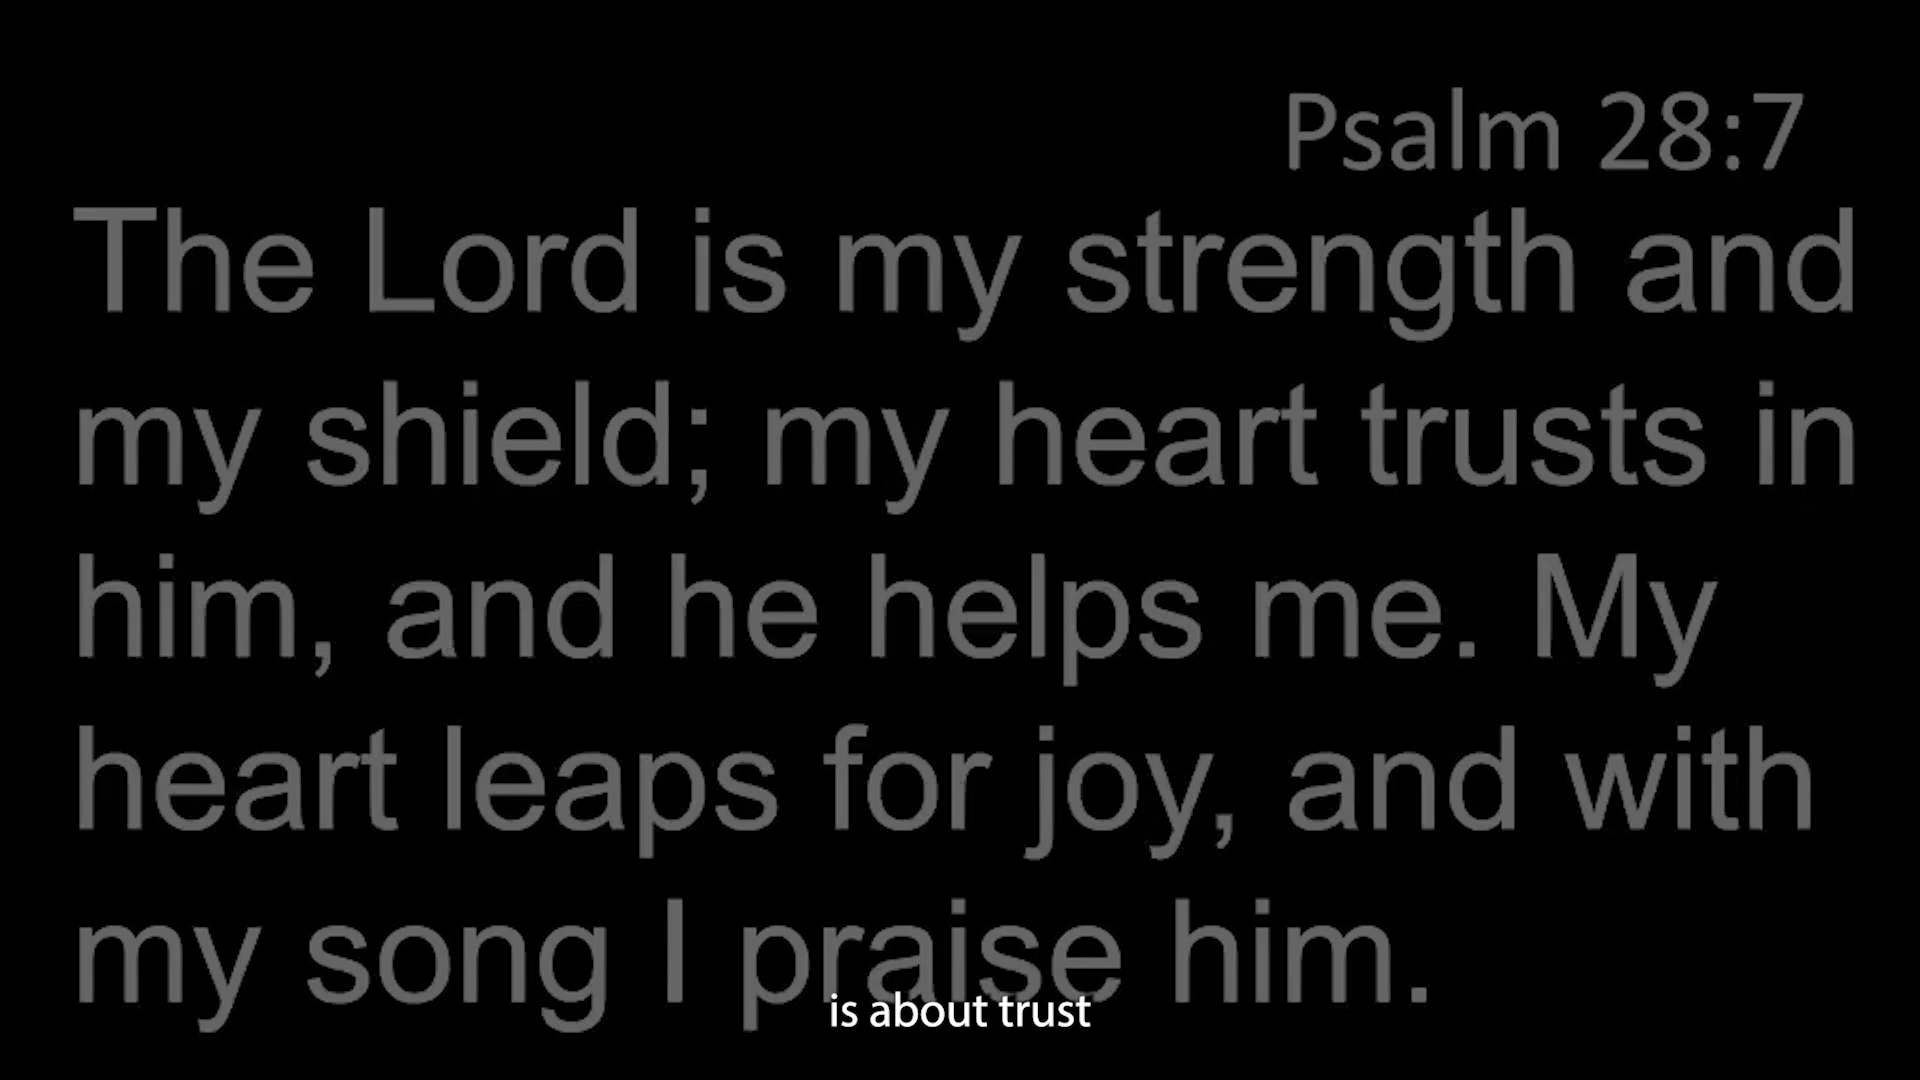 Psalm 28:7
The Lord is my strength and
my shield; my heart trusts in
him, and he helps me. My
heart leaps for joy, and with
my song I praise him.
is about trust